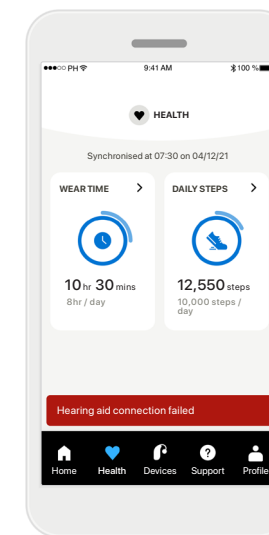 PH 9:41 AM 100 %
HEALTH
Synchronised at 07:30 on 04/12/21
WEAR TIME
DAILY STEPS
10 hr 30 mins
8hr / day
12,550 steps
10,000 steps /
day
Hearing aid connection failed
Home Health Devices Support Profile